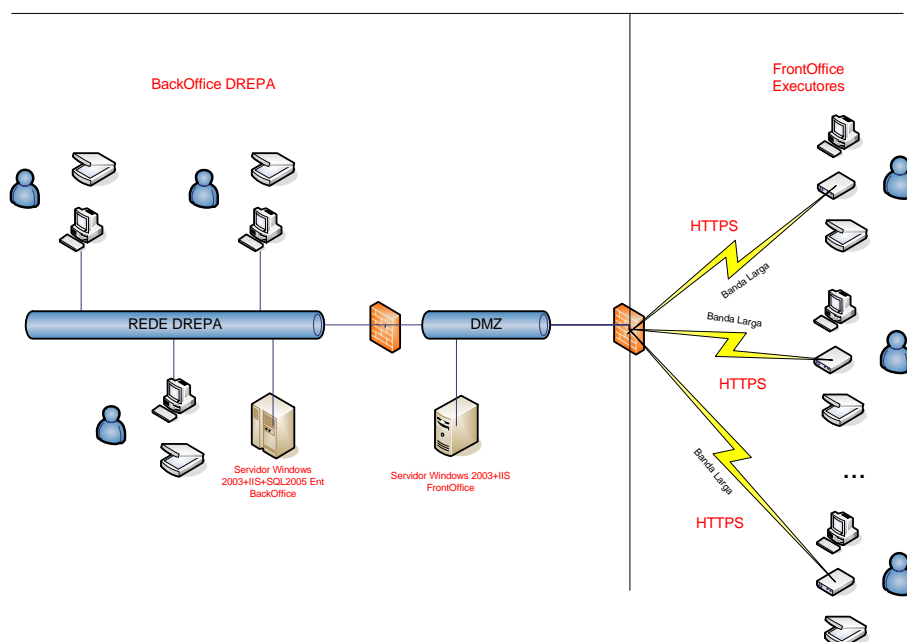 BackOffice DREPA
FrontOffice
Executores
HTTPS
Banda Larga
Banda Larga
REDE DREPA
DMZ
HTTPS
Servidor Windows
2003+IIS+SQL2005 Ent
BackOffice
Servidor Windows 2003+IIS
FrontOffice
Banda Larga
...
HTTPS